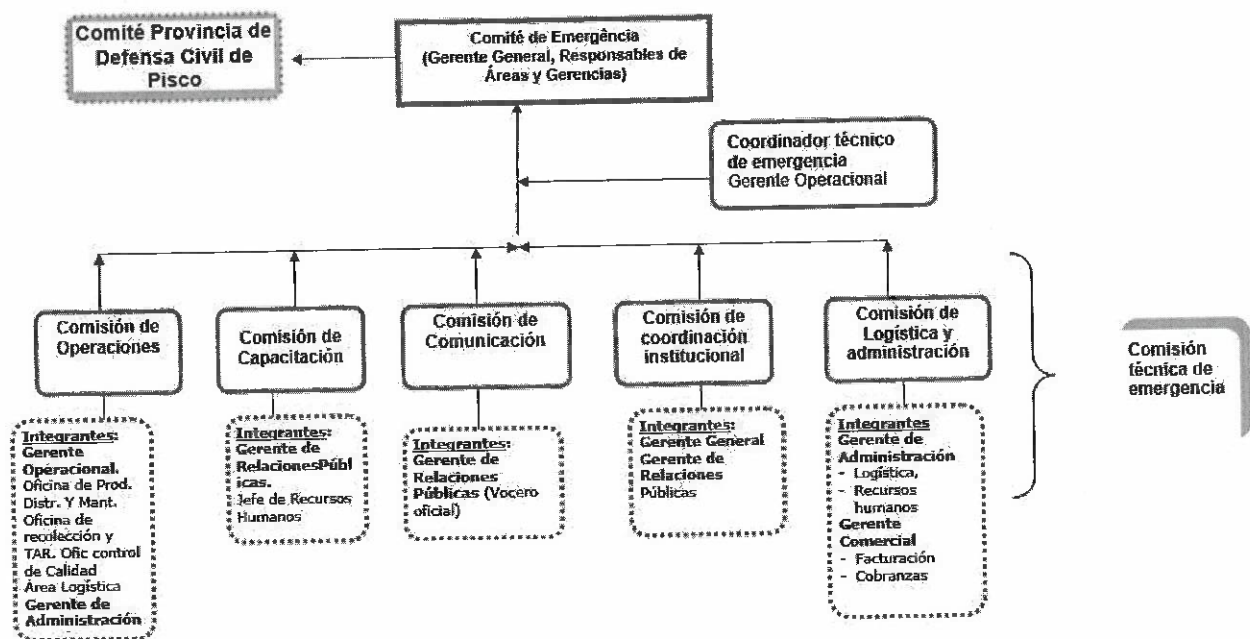 Comité Provincia de
Defensa Civil de
Pisco
Comité de Emergência
(Gerente General, Responsables de
Áreas y Gerencias)
Coordinador técnico
de emergencia
Gerente Operacional
Comisión de
Operaciones
Comisión de
Capacitación
Comisión de
Comunicación
Comisión de
coordinación
institucional
Comisión de
Logística y
administración
Comisión
técnica de
emergencia
Integrantes:
Gerente
Operacional.
Oficina de Prod.
Distr. Y Mant.
Oficina de
recolección y
TAR. Ofic control
de Calidad
Área Logística
Gerente de
Administración
Integrantes:
Gerente de
RelacionesPúbl
icas.
Jefe de Recursos
Humanos
Integrantes:
Gerente de
Relaciones
Públicas (Vocero
oficial)
Integrantes:
Gerente General
Gerente de
Relaciones
Públicas
Integrantes
Gerente de
Administración
- Logística,
- Recursos
humanos
Gerente
Comercial
- Facturación
- Cobranzas